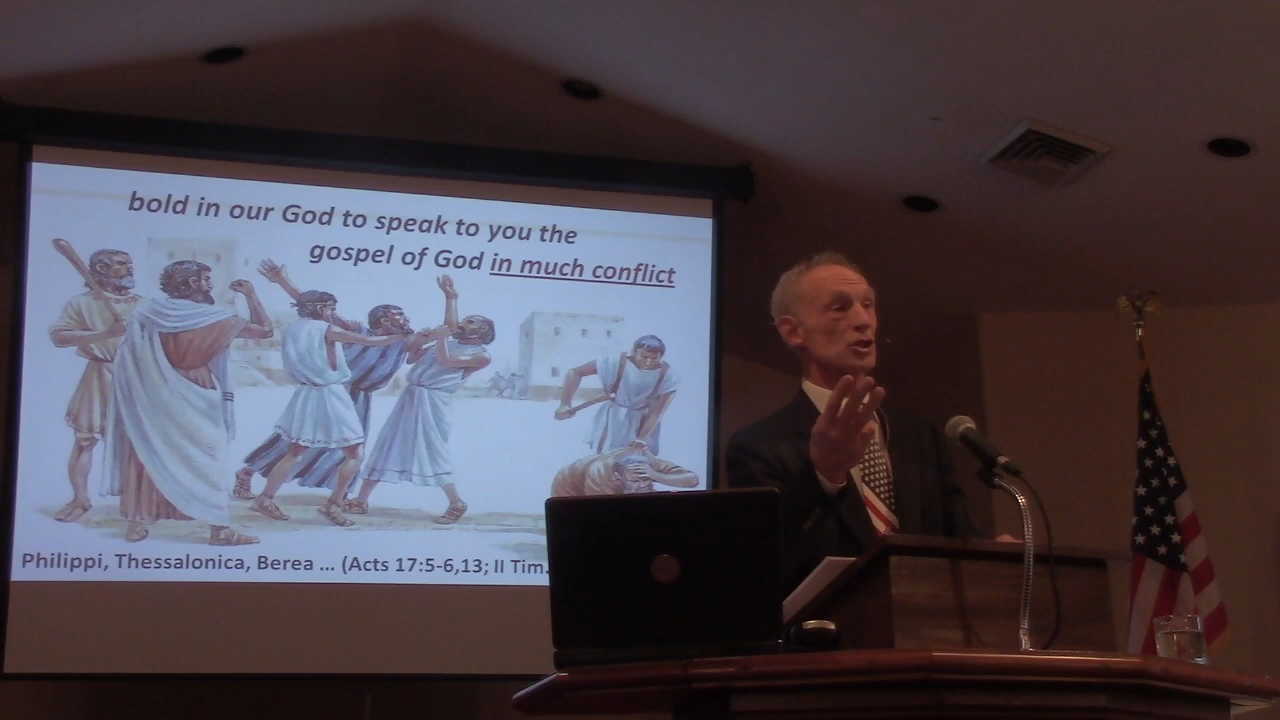 bold in our God to speak to you the
gospel of God in much conflict
Philippi, Thessalonica, Berea ... (Acts 17:5-6,13; II Tim.